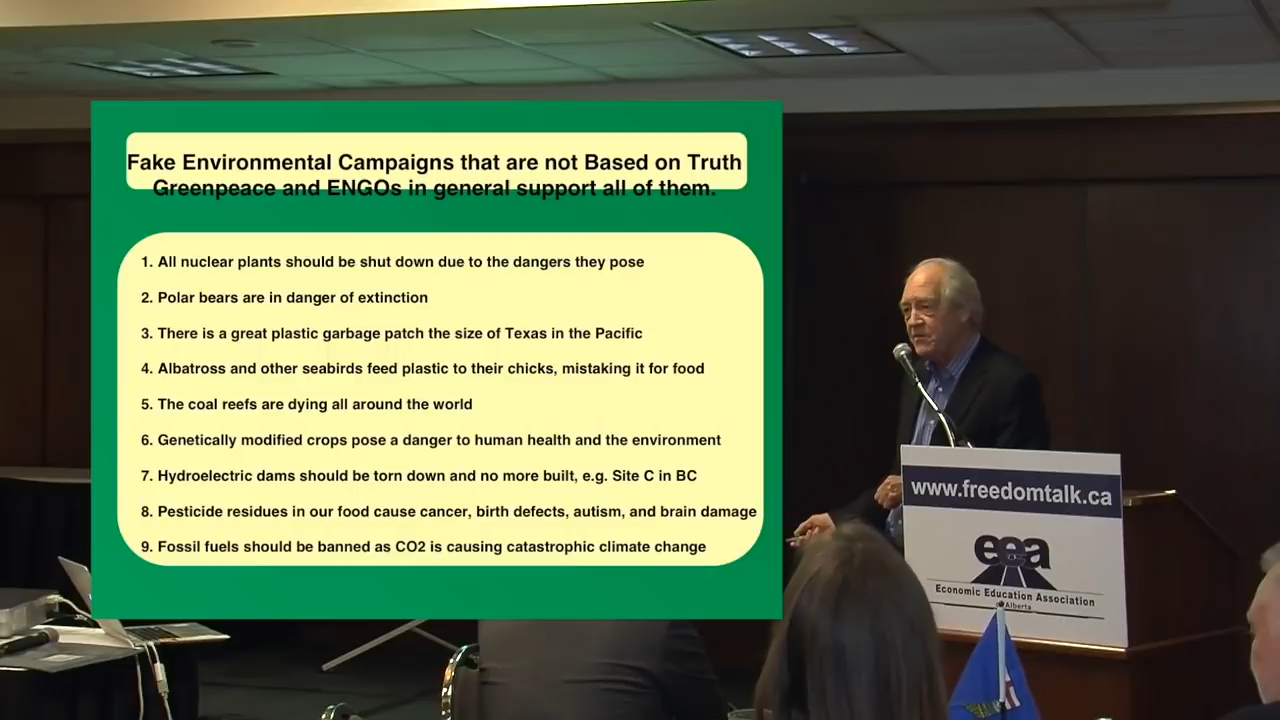 Fake Environmental Campaigns that are not Based on Truth
Greenpeace and ENGOs in general support all of them.
1. All nuclear plants should be shut down due to the dangers they pose
2. Polar bears are in danger of extinction
3. There is a great plastic garbage patch the size of Texas in the Pacific
4. Albatross and other seabirds feed plastic to their chicks, mistaking it for food
5. The coal reefs are dying all around the world
6. Genetically modified crops pose a danger to human health and the environment
7. Hydroelectric dams should be torn down and no more built, e.g. Site C in BC
8. Pesticide residues in our food cause cancer, birth defects, autism, and brain damage
9. Fossil fuels should be banned as CO2 is causing catastrophic climate change
www.freedomtalk.ca
eea
Economic Education Association
Alberta